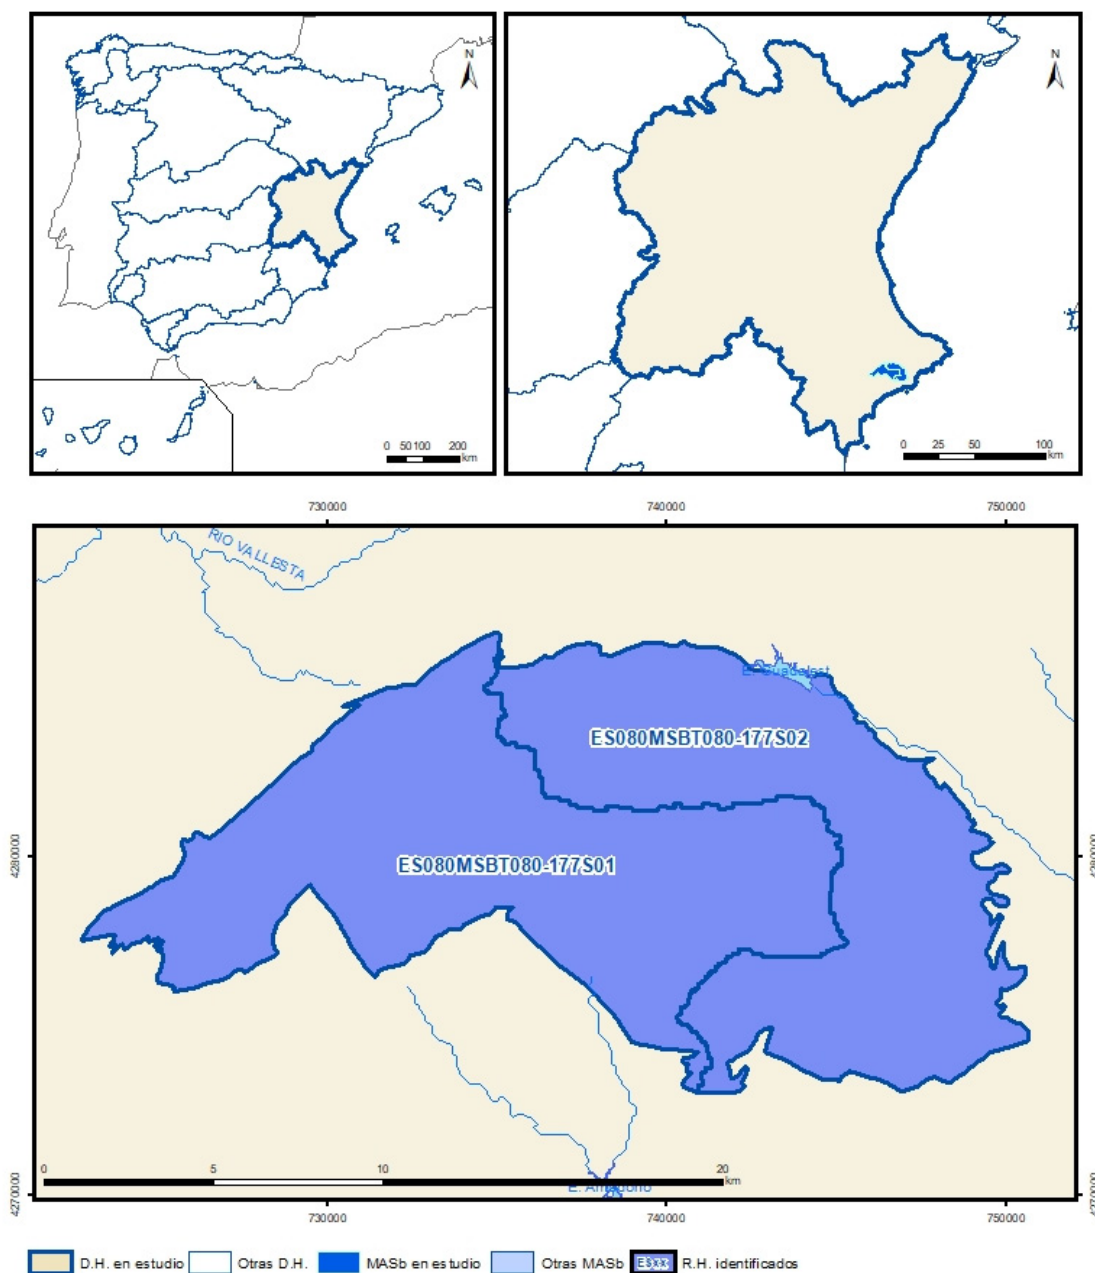 N
0 50 100 200
km
N
0 25 50 100
km
730000 740000 750000
RIO VALLESTA
E. Guadalest
ES080MSBT080-177S02
4280000
ES080MSBT080-177S01
4280000
0 5 10 20
km
E. Amadorio
4270000
4270000
730000 740000 750000
D.H. en estudio
Otras D.H.
MASb en estudio
Otras MASb
ESxx
R.H. identificados